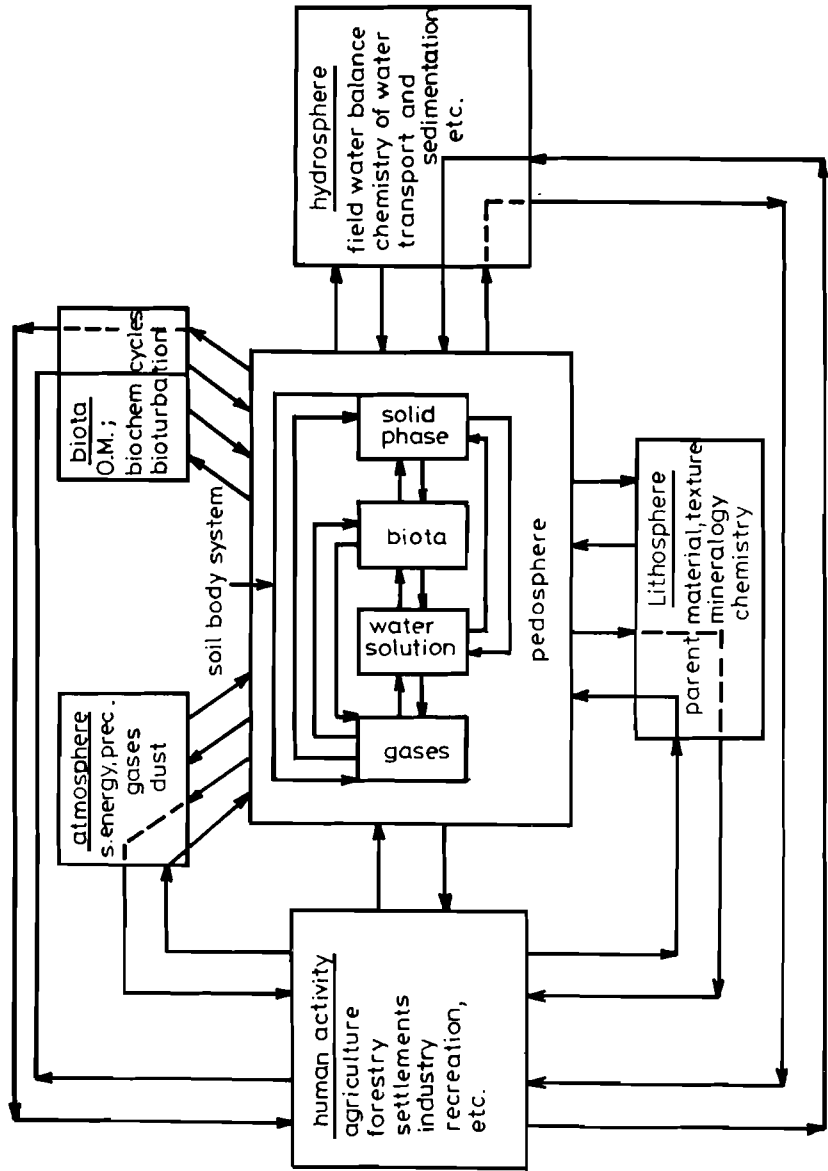 atmosphere
s.energy,prec.
gases
dust
biota
O.M.;
biochem cycles
bioturbation
soil body system
human activity
agriculture
forestry
settlements
industry
recreation,
etc.
gases
water
solution
biota
solid
phase
pedosphere
hydrosphere
field water balance
chemistry of water
transport and
sedimentation
etc.
Lithosphere
parent material,texture
mineralogy
chemistry